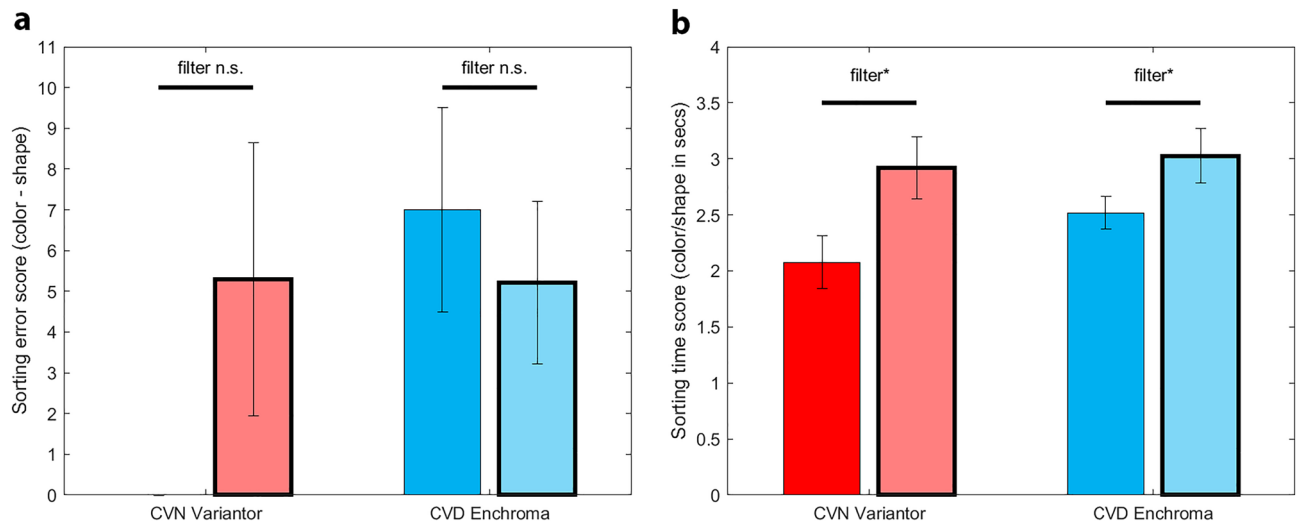 a
11
10
9
8
7
6
5
4
3
2
1
0
Sorting error score (color - shape)
filter n.s.
filter n.s.
CVN Variantor
CVD Enchroma
b
4
3.5
3
2.5
2
1.5
1
0.5
0
Sorting time score (color/shape in secs)
filter*
filter*
CVN Variantor
CVD Enchroma